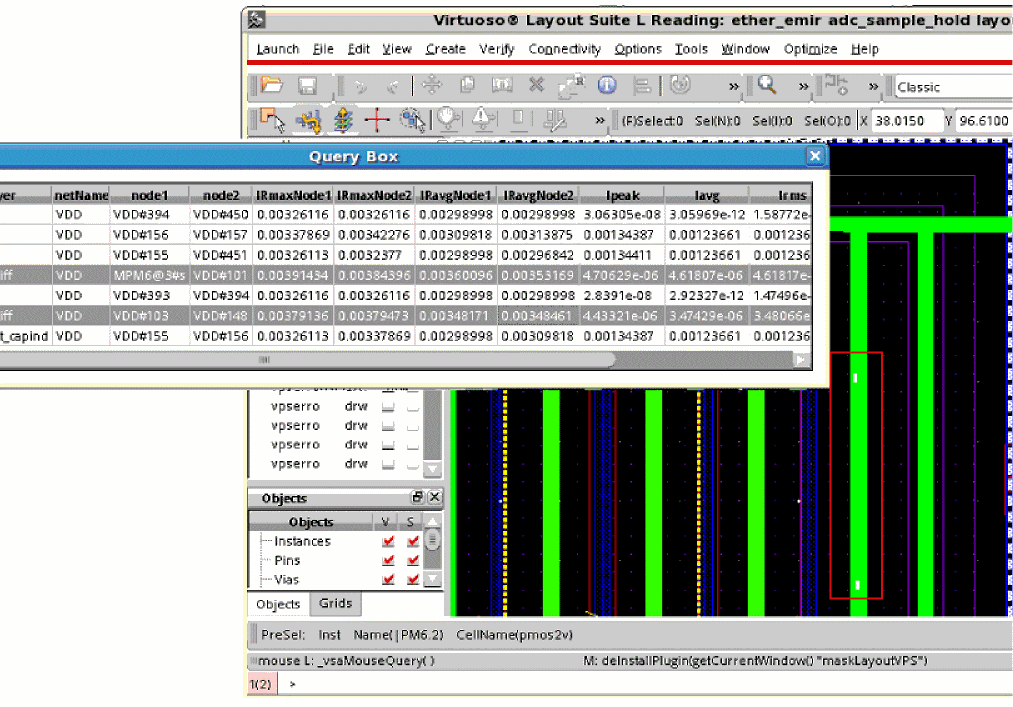 Virtuoso® Layout Suite L Reading: ether_emir adc_sample_hold layo
Launch File Edit View Create Verify Connectivity Options Tools Window Optimize Help
» » » Classic
» (F)Select:0 Sel(N):0 Sel(I):0 Sel(O):0 X 38.0150 Y 96.6100
Query Box
yer netName node1 node2 IRmaxNode1 IRmaxNode2 IRavgNode1 IRavgNode2 Ipeak Iavg Irms
VDD VDD#394 VDD#450 0.00326116 0.00326116 0.00298998 0.00298998 3.06305e-08 3.05969e-12 1.58772e-
VDD VDD#156 VDD#157 0.00337869 0.00342276 0.00309818 0.00313875 0.00134387 0.00123661 0.001236
VDD VDD#155 VDD#451 0.00326113 0.0032377 0.00298998 0.00296842 0.00134411 0.00123661 0.001236
iff VDD MPM6@3#s VDD#101 0.00391434 0.00384396 0.00360096 0.00353169 4.70629e-06 4.61807e-06 4.61817e-
VDD VDD#393 VDD#394 0.00326116 0.00326116 0.00298998 0.00298998 2.8391e-08 2.92327e-12 1.47496e-
iff VDD VDD#103 VDD#148 0.00379136 0.00379473 0.00348171 0.00348461 4.43321e-06 3.47429e-06 3.48066e-
t_capind VDD VDD#155 VDD#156 0.00326113 0.00337869 0.00298998 0.00309818 0.00134387 0.00123661 0.001236
vpserro drw
vpserro drw
vpserro drw
vpserro drw
Objects
Objects V S
Instances
Pins
Vias
Objects Grids
PreSel: Inst Name(|PM6.2) CellName(pmos2v)
mouse L: _vsaMouseQuery( ) M: deInstallPlugin(getCurrentWindow() "maskLayoutVPS")
1(2) >